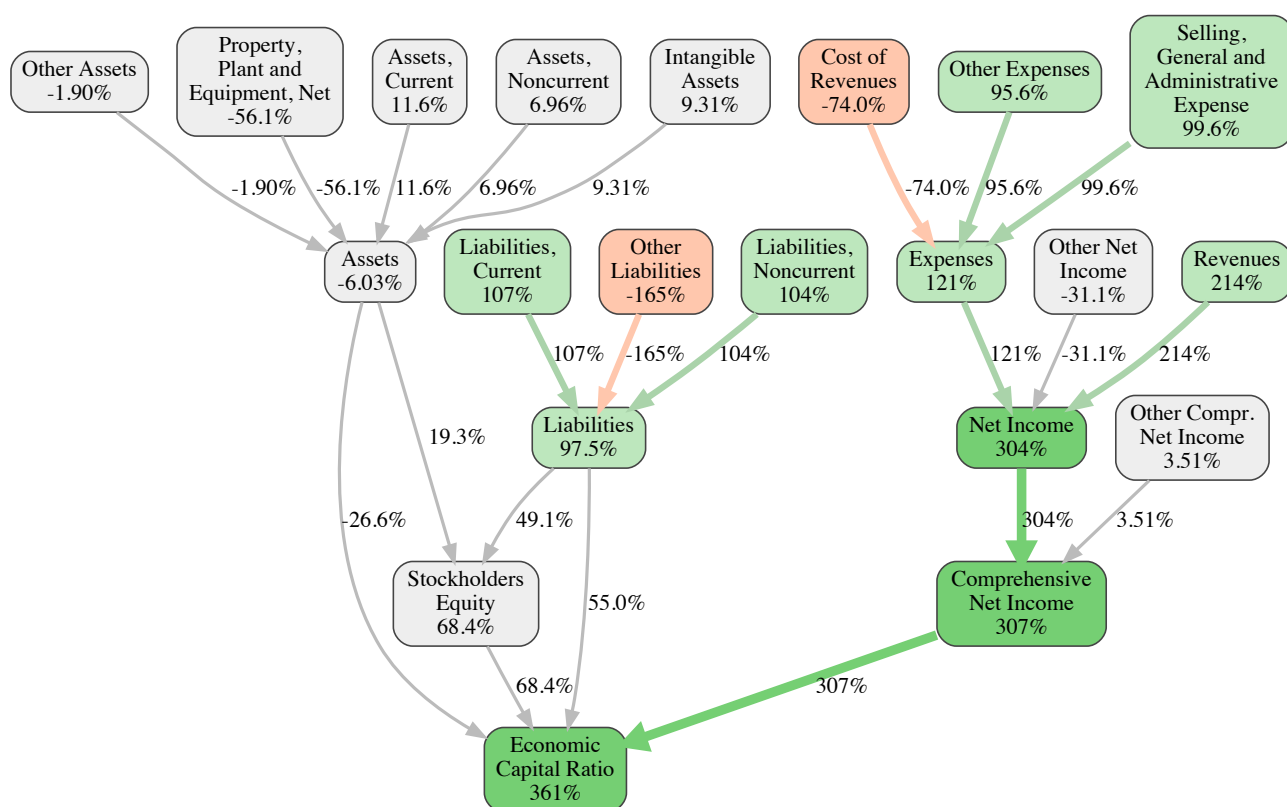 Other Assets
-1.90%
Property,
Plant and
Equipment, Net
-56.1%
Assets,
Current
11.6%
Assets,
Noncurrent
6.96%
Intangible
Assets
9.31%
Cost of
Revenues
-74.0%
Other Expenses
95.6%
Selling,
General and
Administrative
Expense
99.6%
-1.90%
-56.1%
11.6%
6.96%
9.31%
-74.0%
95.6%
99.6%
Assets
-6.03%
Liabilities,
Current
107%
Other
Liabilities
-165%
Liabilities,
Noncurrent
104%
Expenses
121%
Other Net
Income
-31.1%
Revenues
214%
107%
-165%
104%
121%
-31.1%
214%
19.3%
Liabilities
97.5%
Net Income
304%
Other Compr.
Net Income
3.51%
-26.6%
49.1%
304%
3.51%
Stockholders
Equity
68.4%
55.0%
Comprehensive
Net Income
307%
68.4%
307%
Economic
Capital Ratio
361%